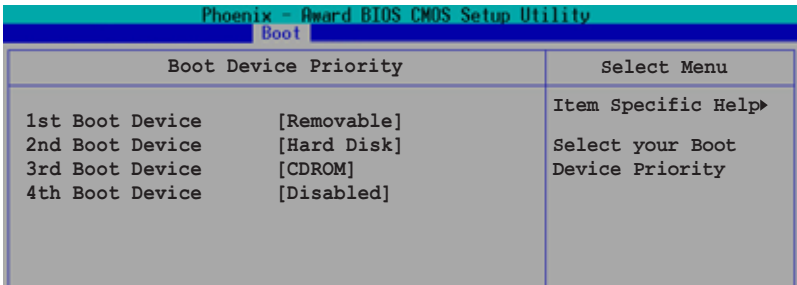 Phoenix - Award BIOS CMOS Setup Utility
Boot
Boot Device Priority
Select Menu
1st Boot Device [Removable]
2nd Boot Device [Hard Disk]
3rd Boot Device [CDROM]
4th Boot Device [Disabled]
Item Specific Help▸
Select your Boot
Device Priority